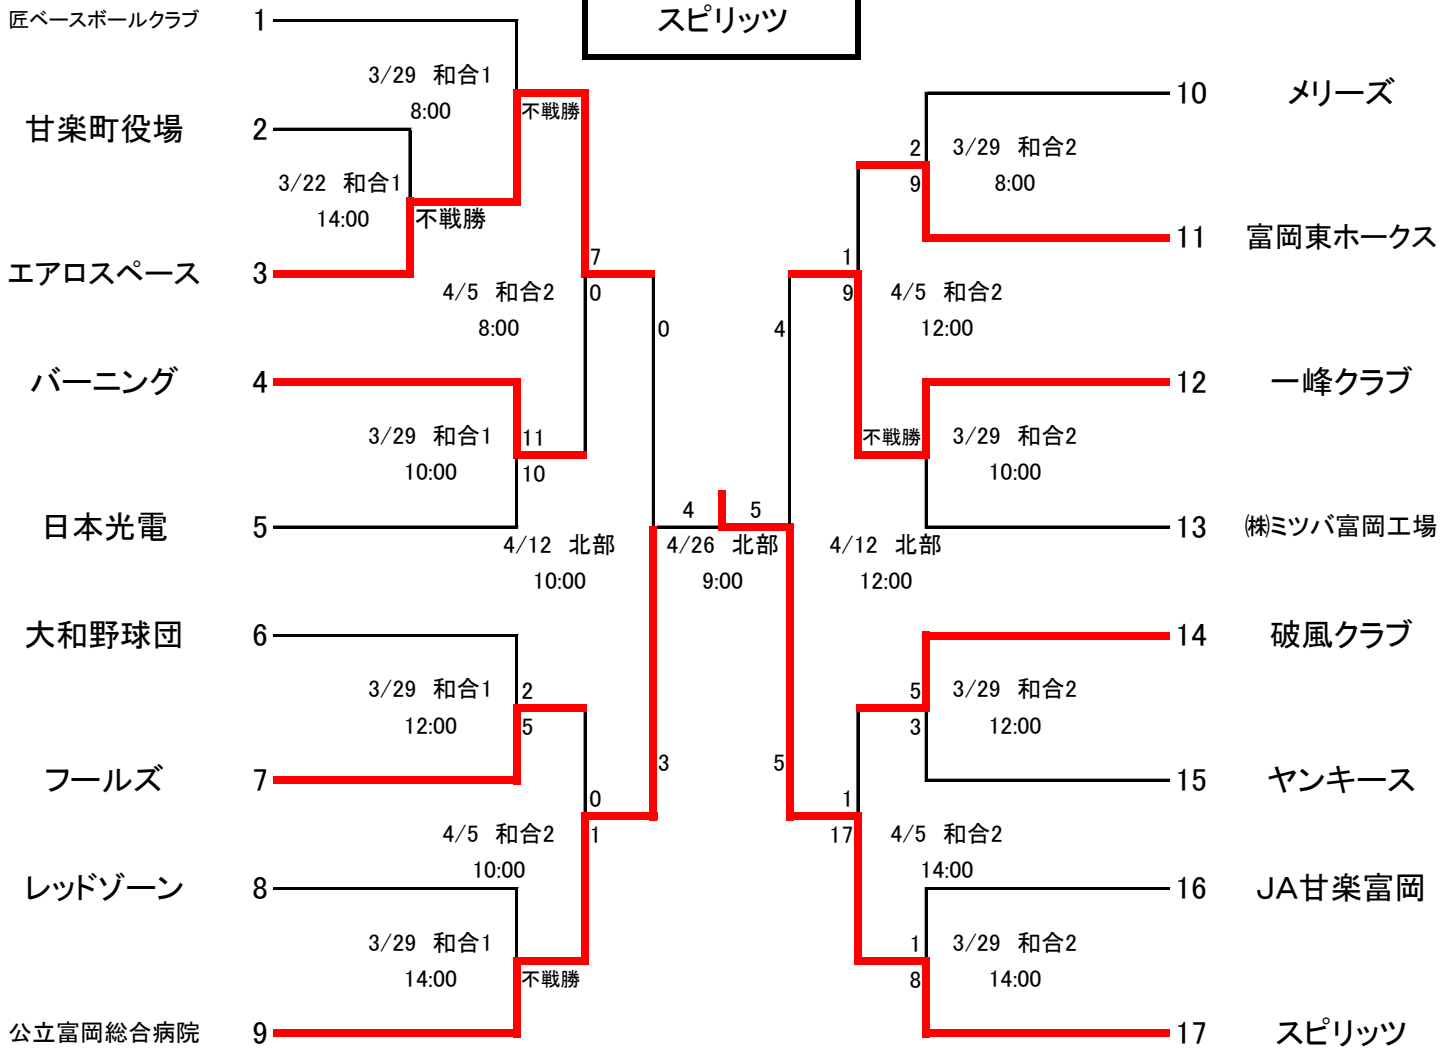 スピリッツ
匠ベースボールクラブ 1
3/29 和合1
8:00
不戦勝
甘楽町役場 2
3/22 和合1
14:00
不戦勝
エアロスペース 3
7
4/5 和合2
0
8:00
0
バーニング 4
3/29 和合1
11
10:00
10
日本光電 5
4/12 北部
10:00
大和野球団 6
3/29 和合1
2
12:00
5
フールズ 7
3
0
4/5 和合2
1
10:00
レッドゾーン 8
3/29 和合1
14:00
不戦勝
公立富岡総合病院 9
4 5
4/26 北部
9:00
10 メリーズ
2
3/29 和合2
9
8:00
11 富岡東ホークス
1
9
4/5 和合2
4
12:00
12 一峰クラブ
不戦勝
3/29 和合2
10:00
13 ㈱ミツバ富岡工場
4/12 北部
12:00
14 破風クラブ
5
3/29 和合2
3
12:00
15 ヤンキース
5
1
17
4/5 和合2
14:00
16 JA甘楽富岡
1
3/29 和合2
8
14:00
17 スピリッツ